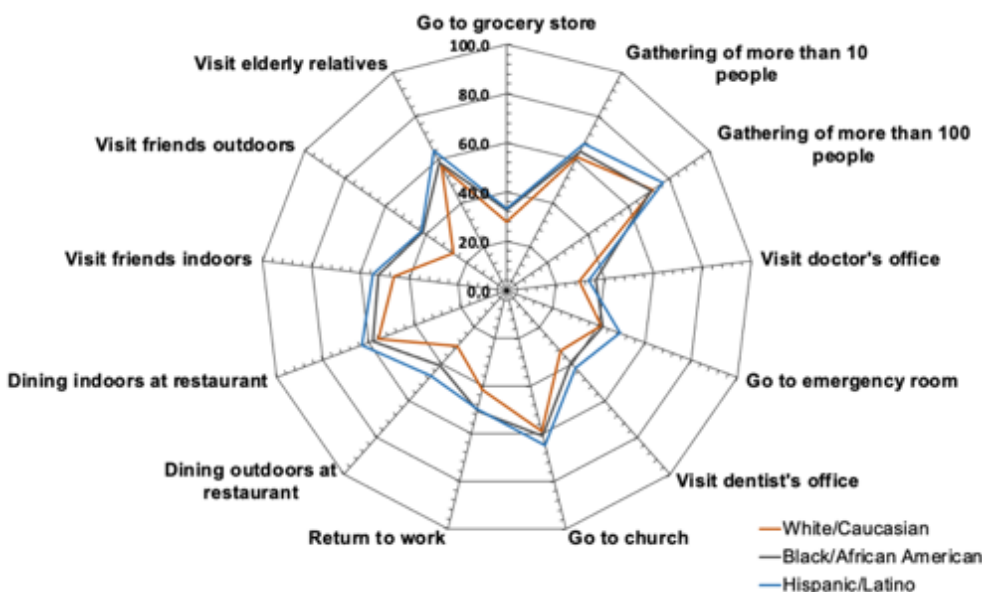 Go to grocery store
100.0
80.0
60.0
40.0
20.0
0.0
Gathering of more than 10
people
Gathering of more than 100
people
Visit doctor's office
Go to emergency room
Visit dentist's office
Go to church
Return to work
Dining outdoors at
restaurant
Dining indoors at restaurant
Visit friends indoors
Visit friends outdoors
Visit elderly relatives
White/Caucasian
Black/African American
Hispanic/Latino